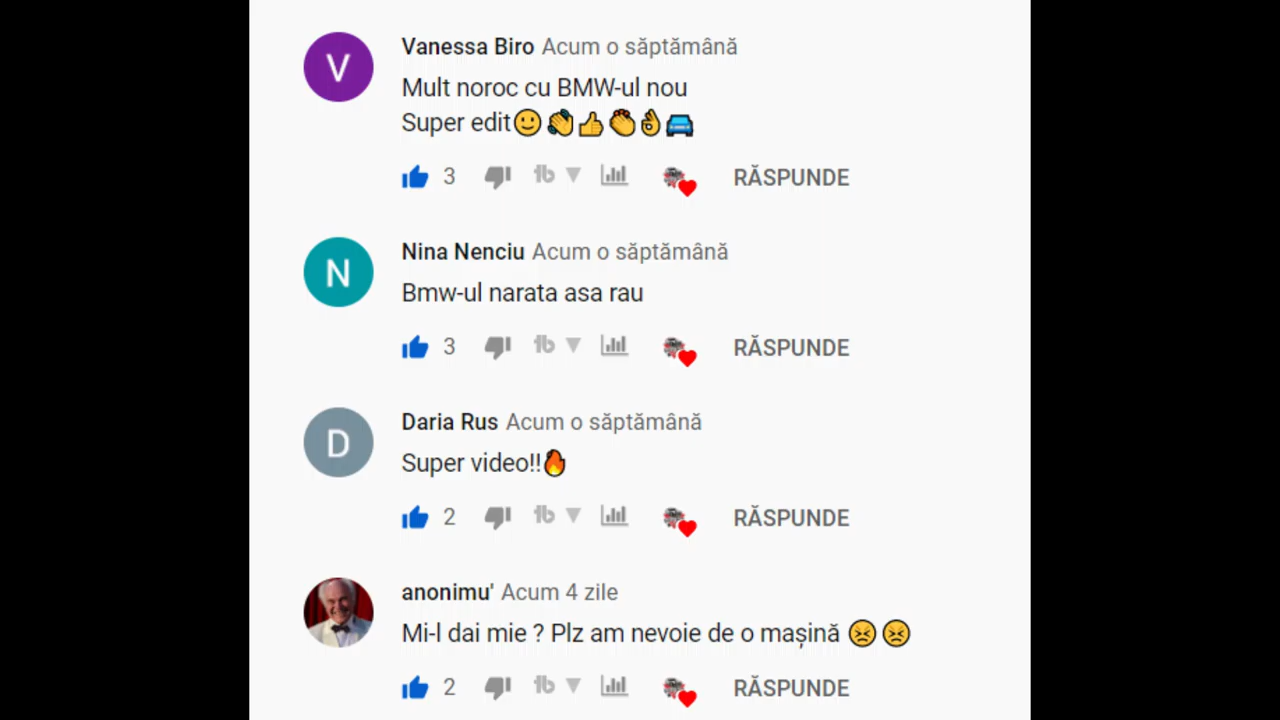 V
Vanessa Biro Acum o săptămână
Mult noroc cu BMW-ul nou
Super edit🙂👏👍👏👌🚘
3 RĂSPUNDE
N
Nina Nenciu Acum o săptămână
Bmw-ul narata asa rau
3 RĂSPUNDE
D
Daria Rus Acum o săptămână
Super video!!🔥
2 RĂSPUNDE
anonimu' Acum 4 zile
Mi-l dai mie ? Plz am nevoie de o mașină 😣😣
2 RĂSPUNDE